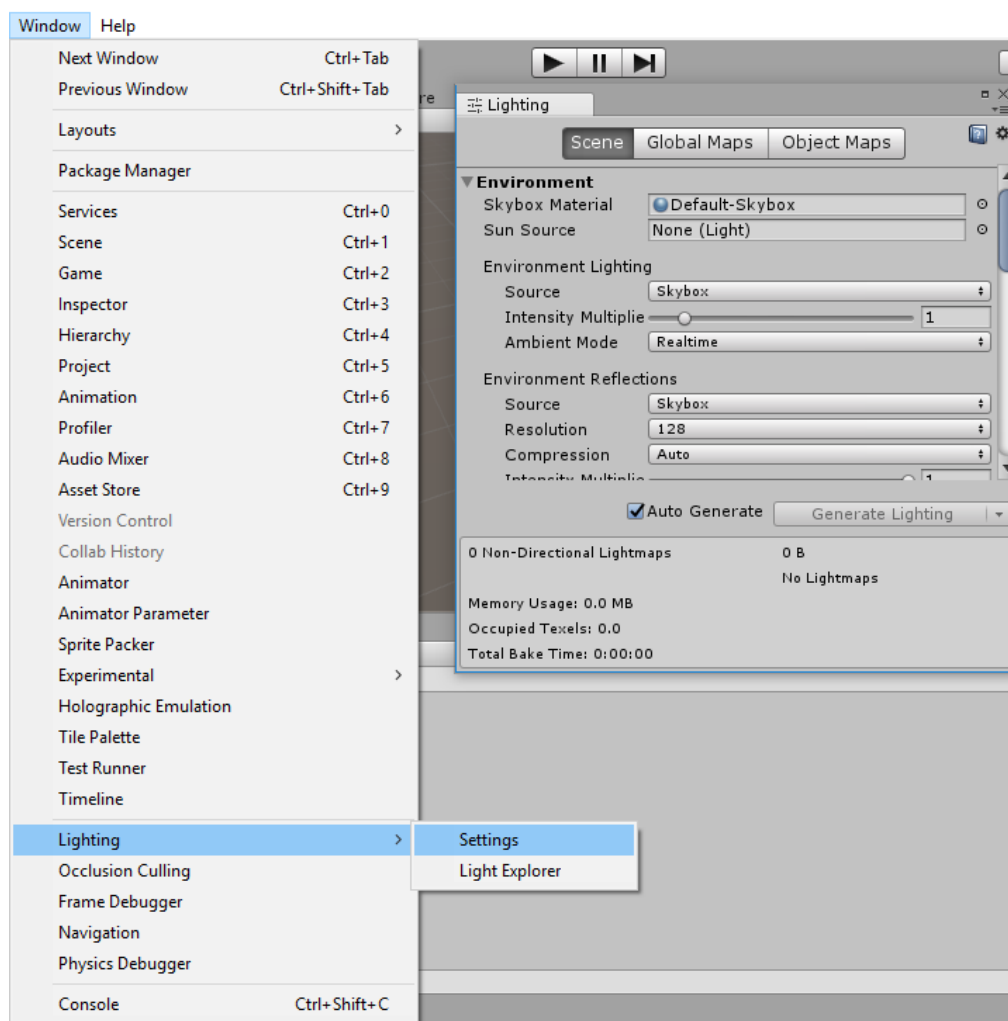 Window Help
Next Window Ctrl+Tab
Previous Window Ctrl+Shift+Tab
Layouts
Package Manager
Services Ctrl+0
Scene Ctrl+1
Game Ctrl+2
Inspector Ctrl+3
Hierarchy Ctrl+4
Project Ctrl+5
Animation Ctrl+6
Profiler Ctrl+7
Audio Mixer Ctrl+8
Asset Store Ctrl+9
Version Control
Collab History
Animator
Animator Parameter
Sprite Packer
Experimental
Holographic Emulation
Tile Palette
Test Runner
Timeline
Lighting
Occlusion Culling
Frame Debugger
Navigation
Physics Debugger
Console Ctrl+Shift+C
Settings
Light Explorer
re
Lighting
Scene Global Maps Object Maps
Environment
Skybox Material Default-Skybox
Sun Source None (Light)
Environment Lighting
Source Skybox
Intensity Multiplie 1
Ambient Mode Realtime
Environment Reflections
Source Skybox
Resolution 128
Compression Auto
Intensity Multiplie 1
Auto Generate Generate Lighting
0 Non-Directional Lightmaps 0 B
No Lightmaps
Memory Usage: 0.0 MB
Occupied Texels: 0.0
Total Bake Time: 0:00:00